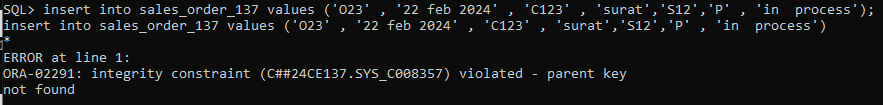 SQL> insert into sales_order_137 values ('O23' , '22 feb 2024' , 'C123' , 'surat','S12','P' , 'in  process');
insert into sales_order_137 values ('O23' , '22 feb 2024' , 'C123' , 'surat','S12','P' , 'in  process')
*
ERROR at line 1:
ORA-02291: integrity constraint (C##24CE137.SYS_C008357) violated - parent key
not found